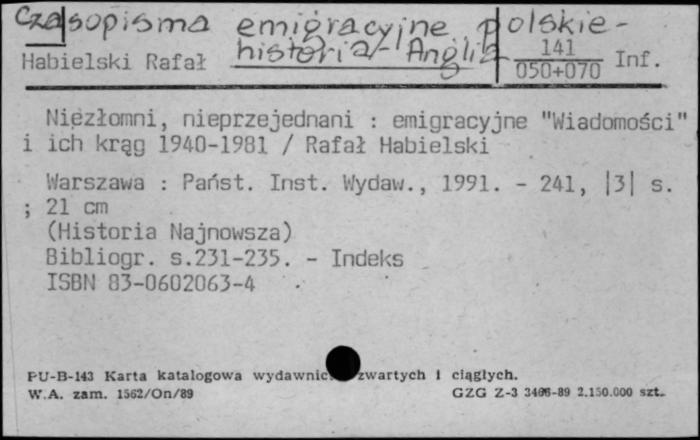 Czasopisma emigracyjne polskie-
historia-Anglia
Habielski Rafał
141
050+070 Inf.
Niezłomni, nieprzejednani : emigracyjne "Wiadomości"
i ich krąg 1940-1981 / Rafał Habielski
Warszawa : Państ. Inst. Wydaw., 1991. - 241, |3| s.
; 21 cm
(Historia Najnowsza)
Bibliogr. s.231-235. - Indeks
ISBN 83-0602063-4
PU-B-143 Karta katalogowa wydawnic zwartych i ciągłych.
W.A. zam. 1562/On/89
GZG Z-3 3466-89 2.150.000 szt.